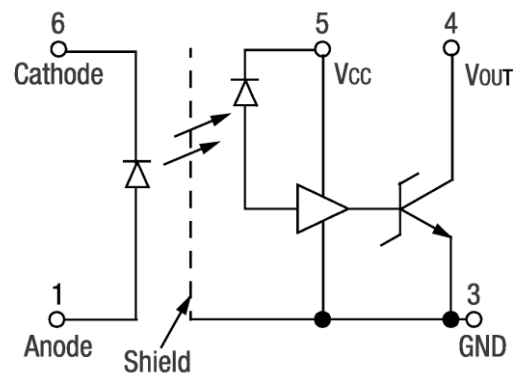 6
Cathode
5
VCC
4
VOUT
1
Anode
Shield
3
GND